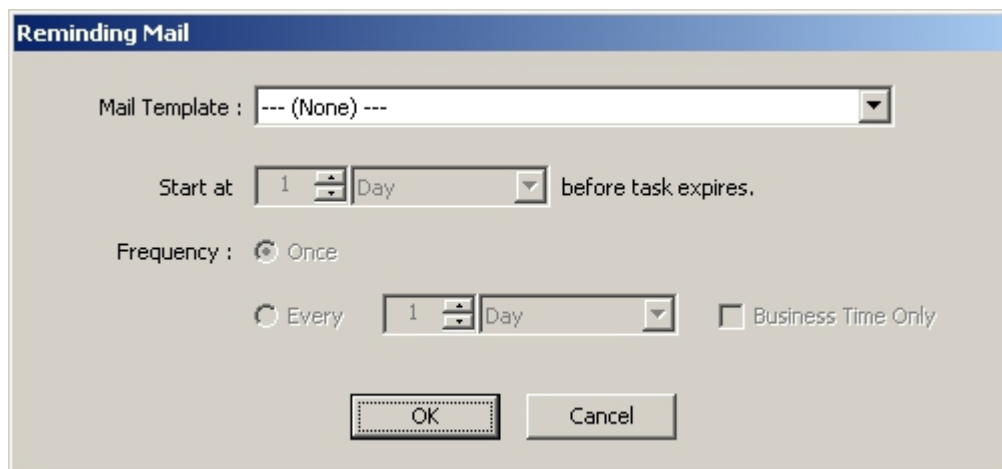 Reminding Mail
Mail Template : --- (None) ---
Start at 1 Day before task expires.
Frequency : Once
Every 1 Day Business Time Only
OK Cancel